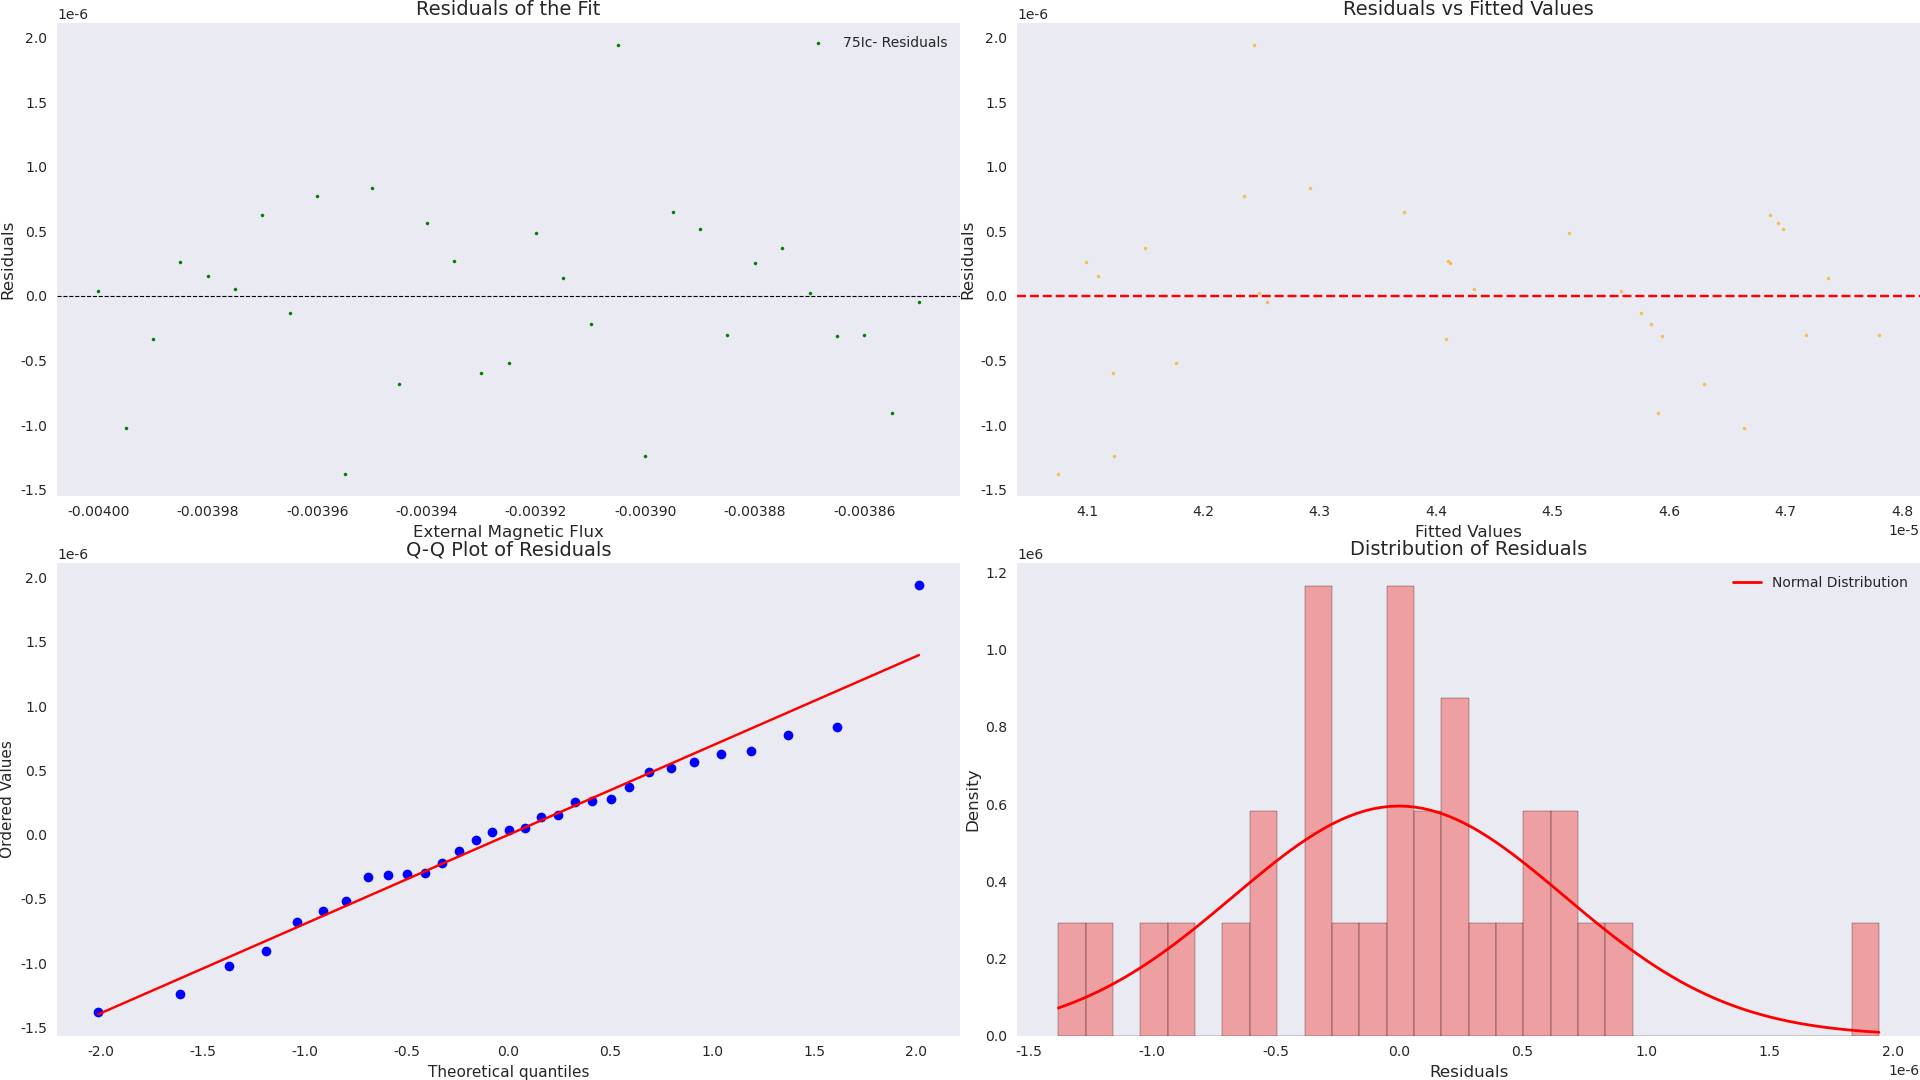 Residuals of the Fit
1e-6
75Ic- Residuals
2.0
1.5
1.0
0.5
0.0
-0.5
-1.0
-1.5
Residuals
-0.00400 -0.00398 -0.00396 -0.00394 -0.00392 -0.00390 -0.00388 -0.00386
External Magnetic Flux
Residuals vs Fitted Values
1e-6
2.0
1.5
1.0
0.5
0.0
-0.5
-1.0
-1.5
Residuals
4.1 4.2 4.3 4.4 4.5 4.6 4.7 4.8
1e-5
Fitted Values
Q-Q Plot of Residuals
1e-6
2.0
1.5
1.0
0.5
0.0
-0.5
-1.0
-1.5
Ordered Values
-2.0 -1.5 -1.0 -0.5 0.0 0.5 1.0 1.5 2.0
Theoretical quantiles
Distribution of Residuals
1e6
Normal Distribution
1.2
1.0
0.8
0.6
0.4
0.2
0.0
Density
-1.5 -1.0 -0.5 0.0 0.5 1.0 1.5 2.0
1e-6
Residuals